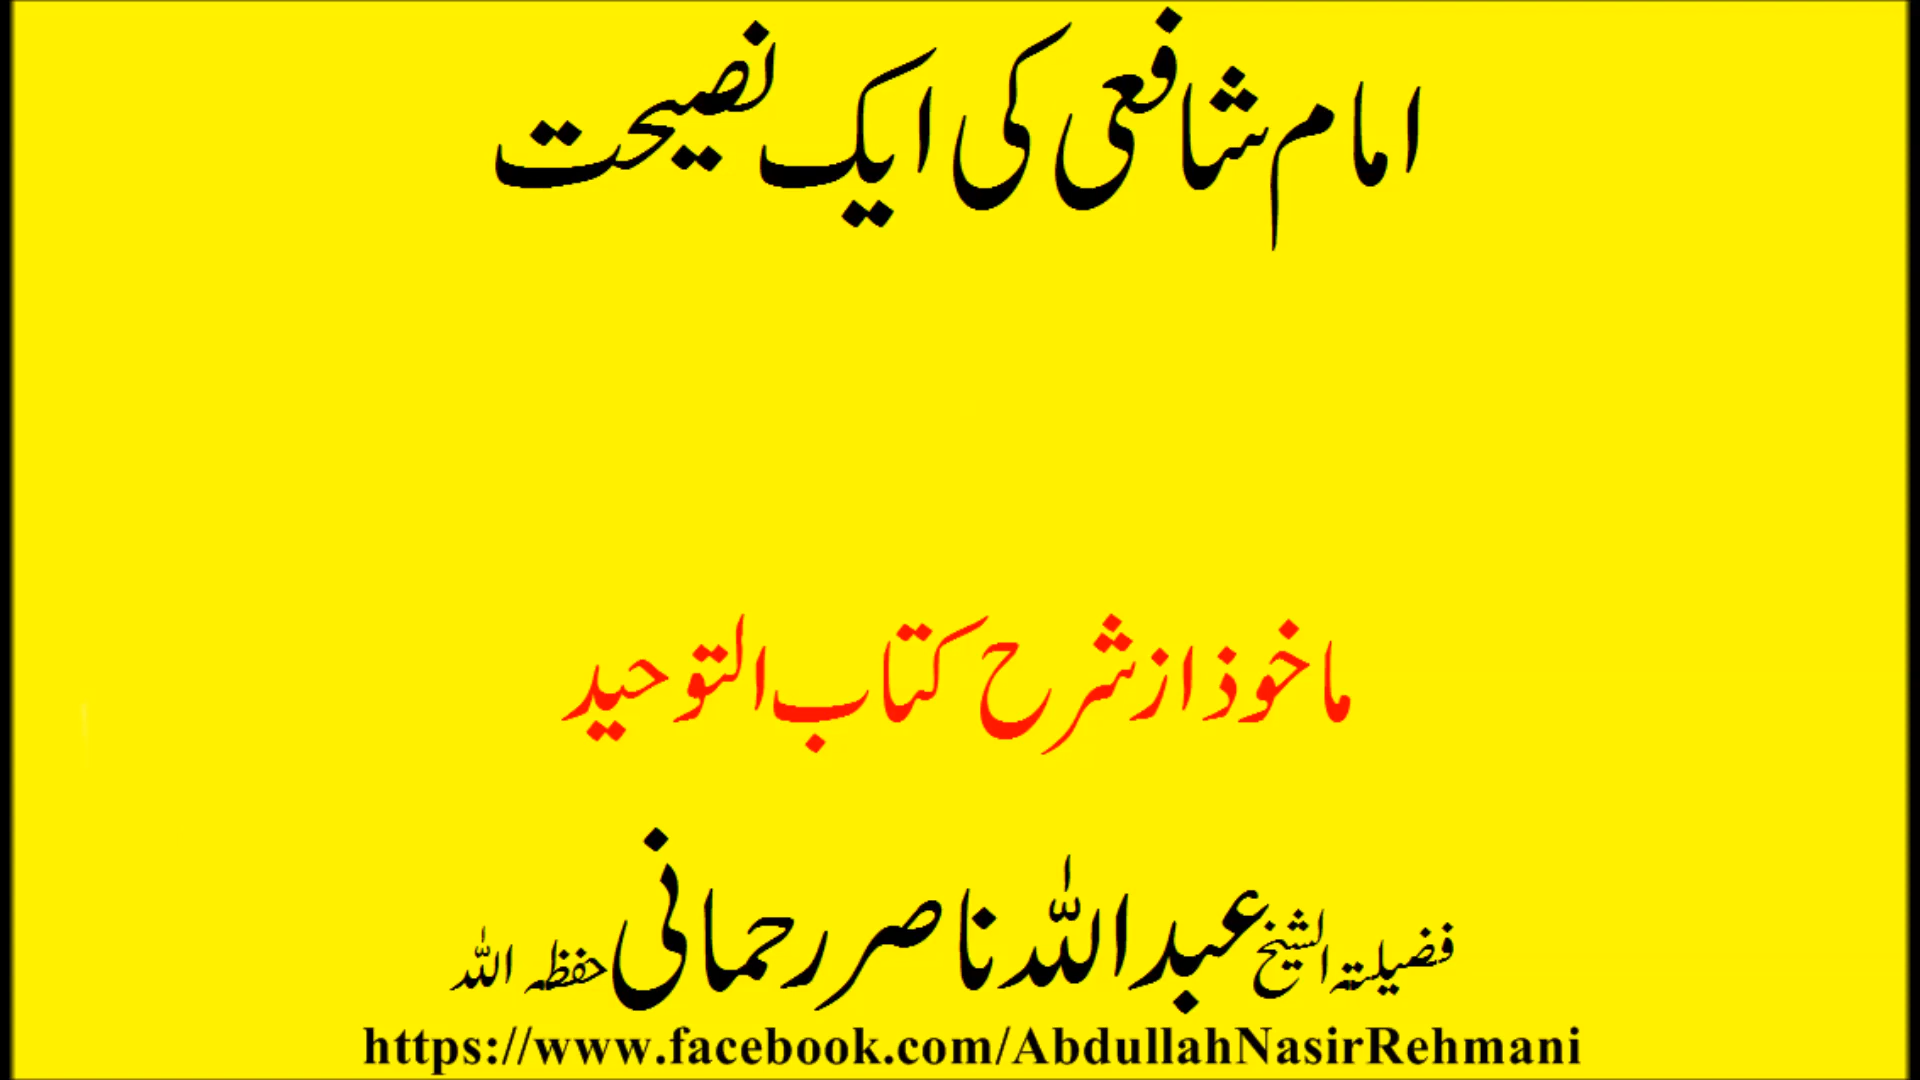 امام شافعی کی ایک نصیحت
ماخوذ از شرح کتاب التوحید
فضیلتہ الشیخ عبداللہ ناصر رحمانی حفظہ اللہ
https://www.facebook.com/AbdullahNasirRehmani